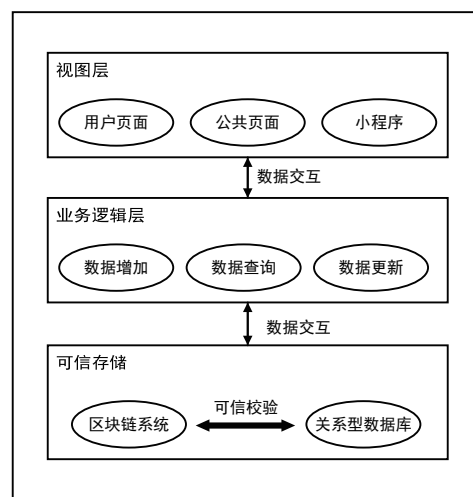 视图层
用户页面 公共页面 小程序
数据交互
业务逻辑层
数据增加 数据查询 数据更新
数据交互
可信存储
可信校验
区块链系统 关系型数据库